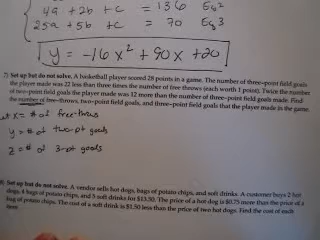 4a + 2b + c = 136 Eq 2
25a + 5b + c = 70 Eq 3
y = -16x² + 90x + 20
7) Set up but do not solve. A basketball player scored 28 points in a game. The number of three-point field goals
the player made was 22 less than three times the number of free throws (each worth 1 point). Twice the number
of two-point field goals the player made was 12 more than the number of three-point field goals made. Find
the number of free-throws, two-point field goals, and three-point field goals that the player made in the game.
let x = # of free-throws
y = # of two-pt goals
z = # of 3-pt goals
8) Set up but do not solve. A vendor sells hot dogs, bags of potato chips, and soft drinks. A customer buys 2 hot
dogs, 4 bags of potato chips, and 5 soft drinks for $13.50. The price of a hot dog is $0.75 more than the price of a
bag of potato chips. The cost of a soft drink is $1.50 less than the price of two hot dogs. Find the cost of each
item.